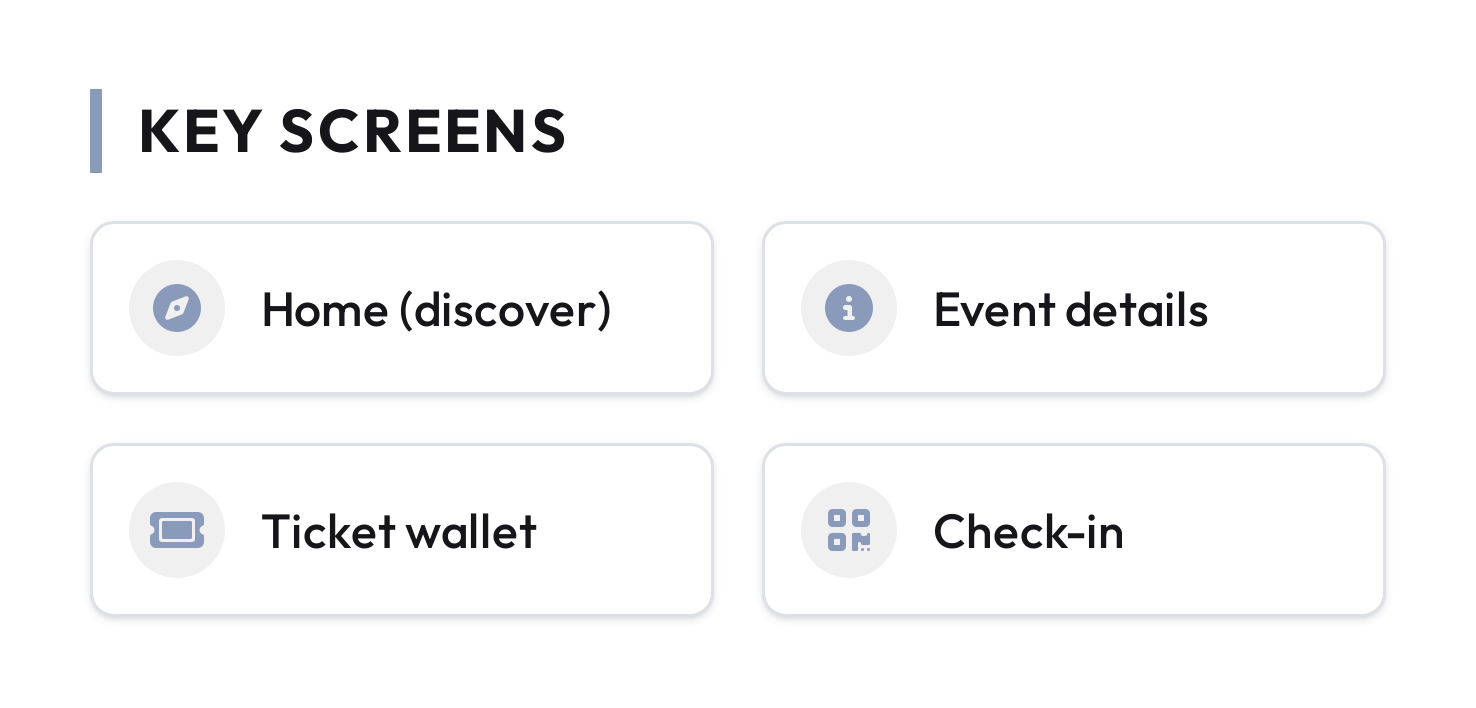 KEY SCREENS
Home (discover)
Event details
Ticket wallet
Check-in